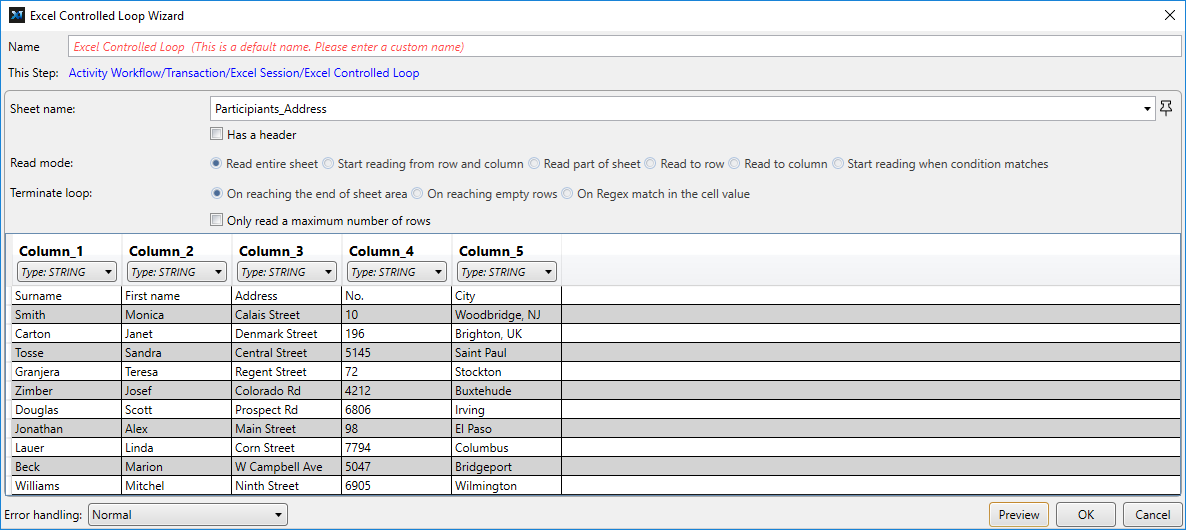 Excel Controlled Loop Wizard
Name Excel Controlled Loop (This is a default name. Please enter a custom name)
This Step: Activity Workflow/Transaction/Excel Session/Excel Controlled Loop
Sheet name: Participiants_Address
Has a header
Read mode: Read entire sheet Start reading from row and column Read part of sheet Read to row Read to column Start reading when condition matches
Terminate loop: On reaching the end of sheet area On reaching empty rows On Regex match in the cell value
Only read a maximum number of rows
Column_1 Column_2 Column_3 Column_4 Column_5
Type: STRING Type: STRING Type: STRING Type: STRING Type: STRING
Surname First name Address No. City
Smith Monica Calais Street 10 Woodbridge, NJ
Carton Janet Denmark Street 196 Brighton, UK
Tosse Sandra Central Street 5145 Saint Paul
Granjera Teresa Regent Street 72 Stockton
Zimber Josef Colorado Rd 4212 Buxtehude
Douglas Scott Prospect Rd 6806 Irving
Jonathan Alex Main Street 98 El Paso
Lauer Linda Corn Street 7794 Columbus
Beck Marion W Campbell Ave 5047 Bridgeport
Williams Mitchel Ninth Street 6905 Wilmington
Error handling: Normal Preview OK Cancel